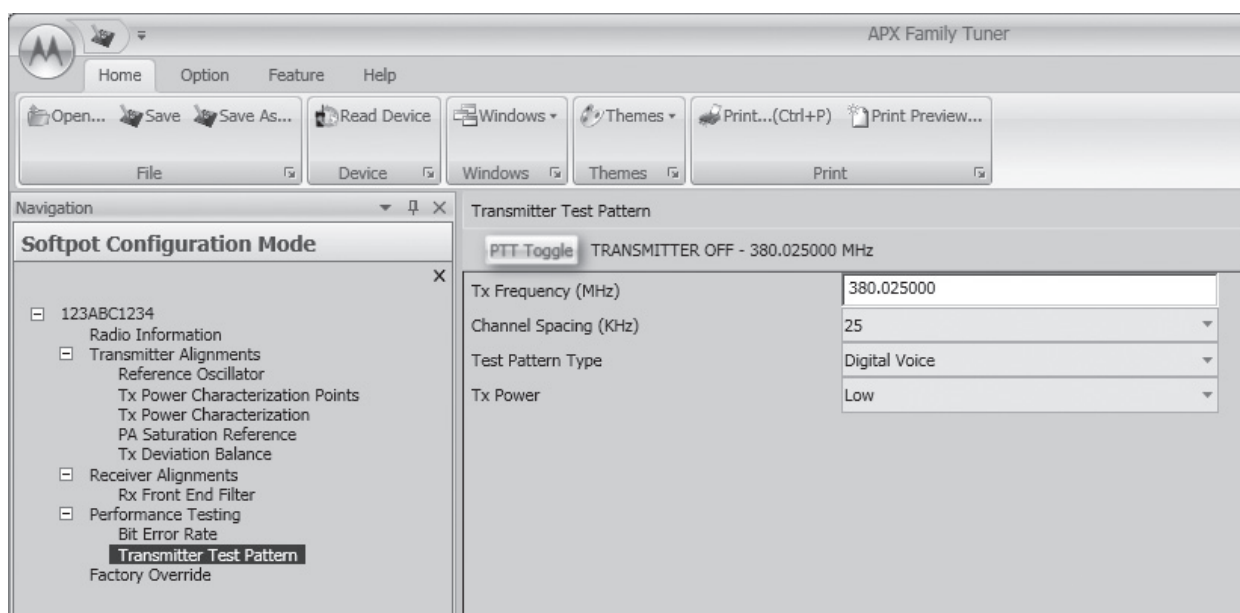 APX Family Tuner
Home Option Feature Help
Open... Save Save As... Read Device Windows Themes Print...(Ctrl+P) Print Preview...
File Device Windows Themes Print
Navigation
Softpot Configuration Mode
123ABC1234
Radio Information
Transmitter Alignments
Reference Oscillator
Tx Power Characterization Points
Tx Power Characterization
PA Saturation Reference
Tx Deviation Balance
Receiver Alignments
Rx Front End Filter
Performance Testing
Bit Error Rate
Transmitter Test Pattern
Factory Override
Transmitter Test Pattern
PTT Toggle TRANSMITTER OFF - 380.025000 MHz
Tx Frequency (MHz) 380.025000
Channel Spacing (KHz) 25
Test Pattern Type Digital Voice
Tx Power Low